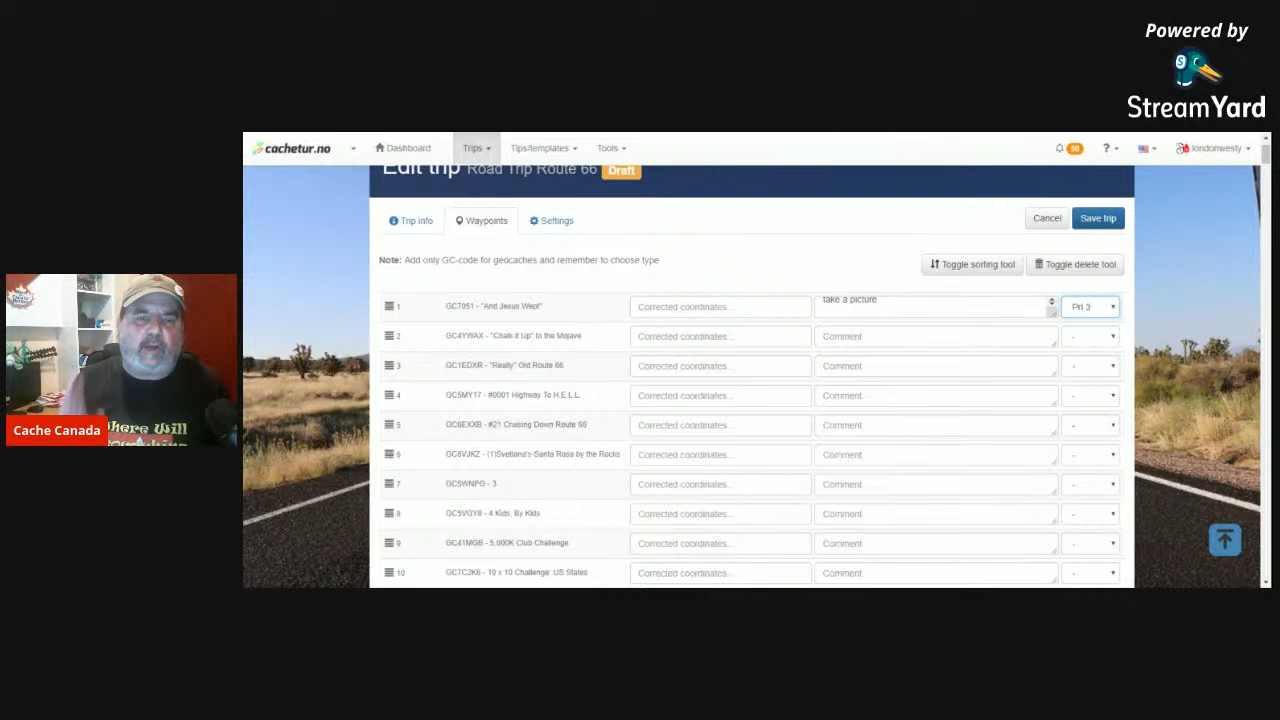 Powered by
StreamYard
cachetur.no
Dashboard
Trips
Tips/templates
Tools
50
?
londonwesty
Edit trip Road Trip Route 66 Draft
Trip info
Waypoints
Settings
Cancel
Save trip
Note: Add only GC-code for geocaches and remember to choose type
Toggle sorting tool
Toggle delete tool
1 GC7051 - "And Jesus Wept" Corrected coordinates... take a picture Pri 3
2 GC4YWAX - "Chalk it Up" to the Mojave Corrected coordinates... Comment -
3 GC1EDXR - "Really" Old Route 66 Corrected coordinates... Comment -
4 GC5MY17 - #0001 Highway To H.E.L.L. Corrected coordinates... Comment -
5 GC6EXXB - #21 Cruising Down Route 66 Corrected coordinates... Comment -
6 GC6VJKZ - (1)Svetlana's-Santa Rosa by the Rocks Corrected coordinates... Comment -
7 GC5WNPG - 3 Corrected coordinates... Comment -
8 GC5VGY8 - 4 Kids, By Kids Corrected coordinates... Comment -
9 GC41MGB - 5,000K Club Challenge Corrected coordinates... Comment -
10 GC7C2K6 - 10 x 10 Challenge: US States Corrected coordinates... Comment -
Cache Canada
Where Will